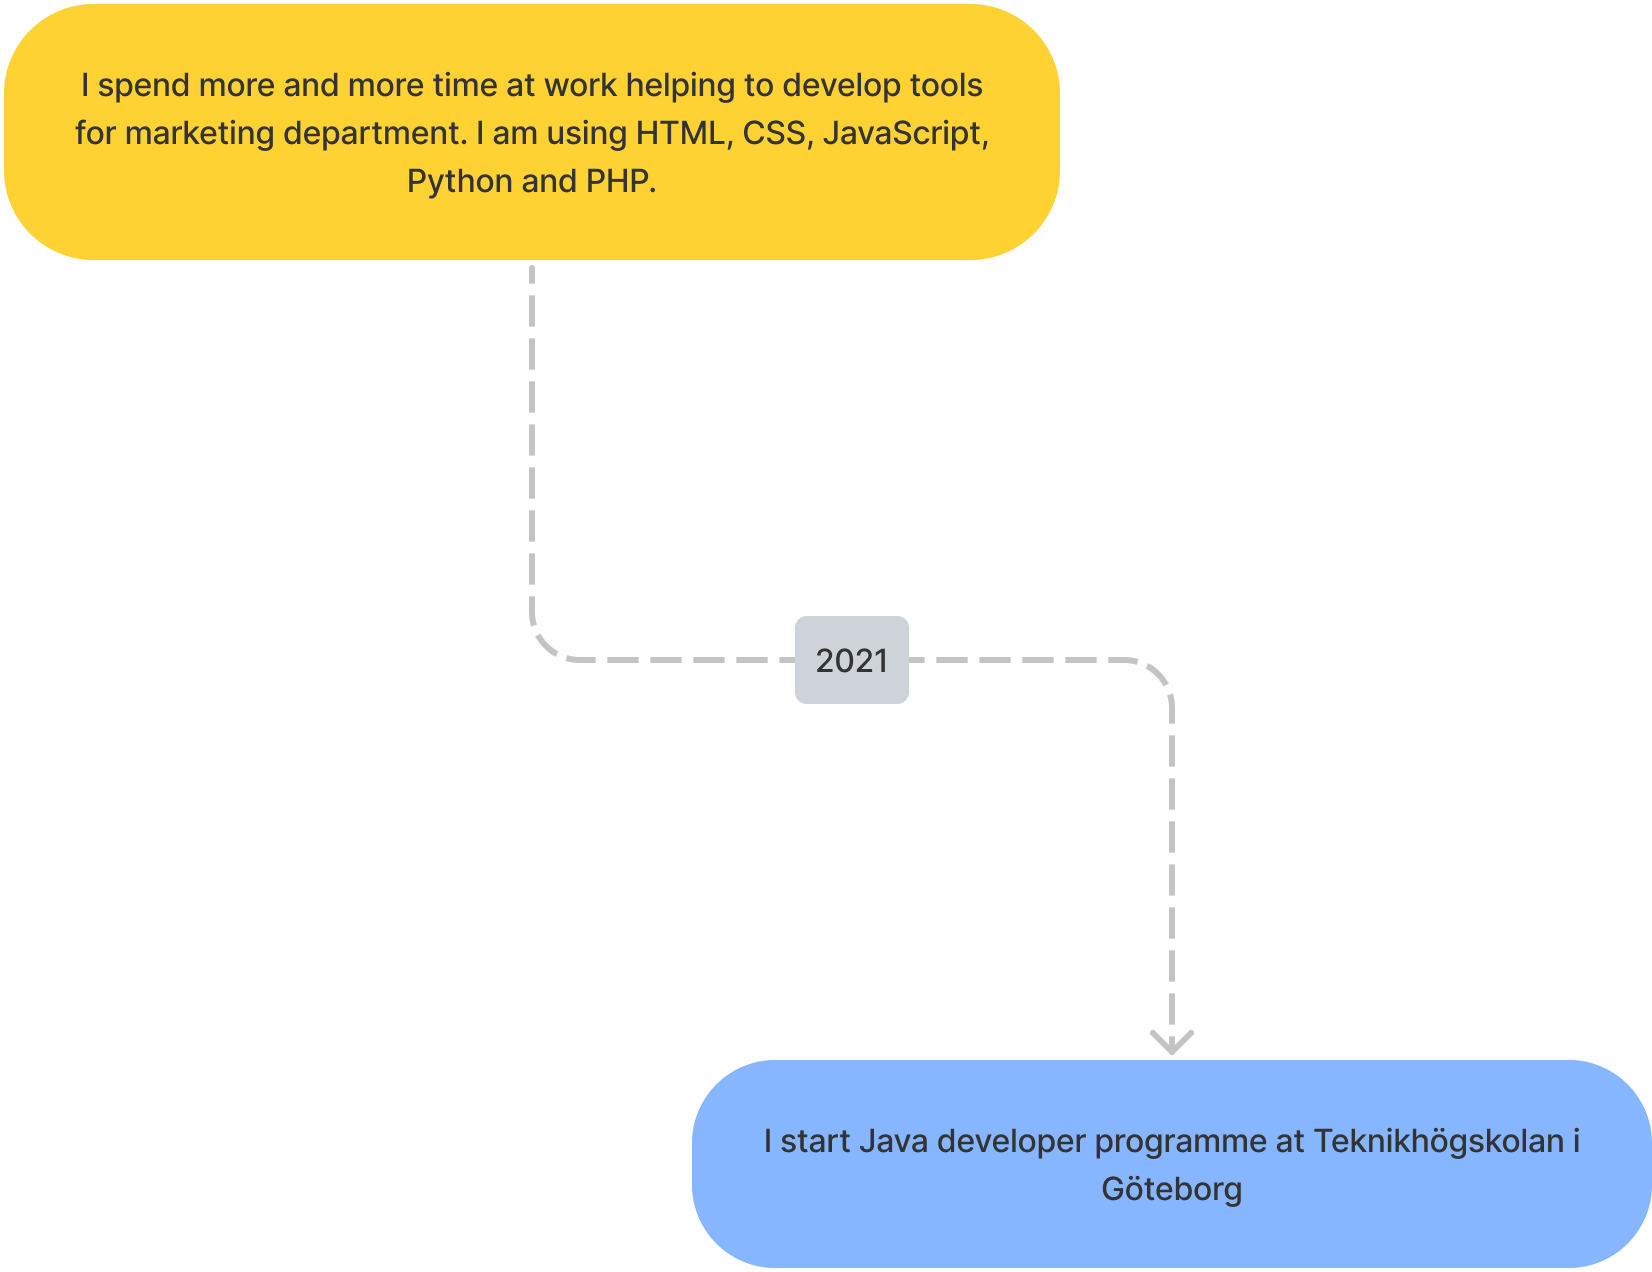 I spend more and more time at work helping to develop tools
for marketing department. I am using HTML, CSS, JavaScript,
Python and PHP.
2021
I start Java developer programme at Teknikhögskolan i
Göteborg